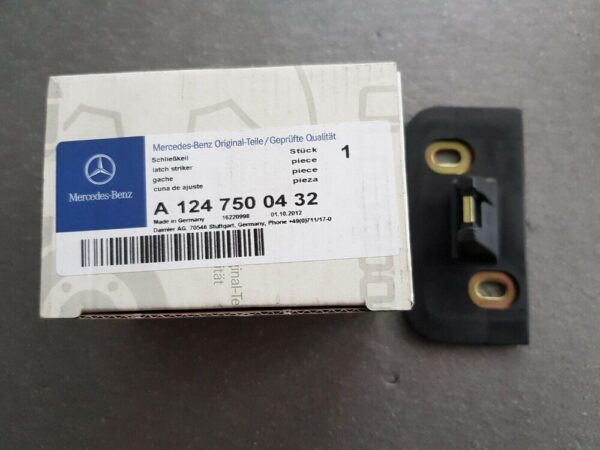 Mercedes-Benz Original-Teile / Geprüfte Qualität
Schließkeil Stück 1
latch striker piece
gache piece
cuna de ajuste pieza
Mercedes-Benz
A 124 750 04 32
Made in Germany 16220998 01.10.2012
Daimler AG, 70546 Stuttgart, Germany, Phone +49(0)711/17-0